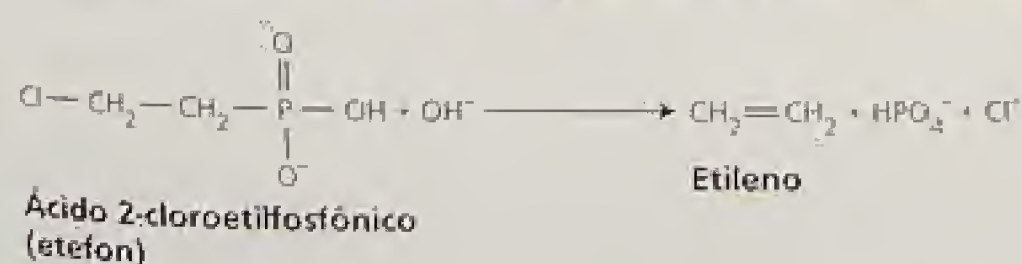 O
Cl—CH₂—CH₂—P—OH + OH⁻ → CH₂=CH₂ + HPO₄⁻ + Cl⁻
O⁻
Etileno
Ácido 2-cloroetilfosfónico
(etefon)